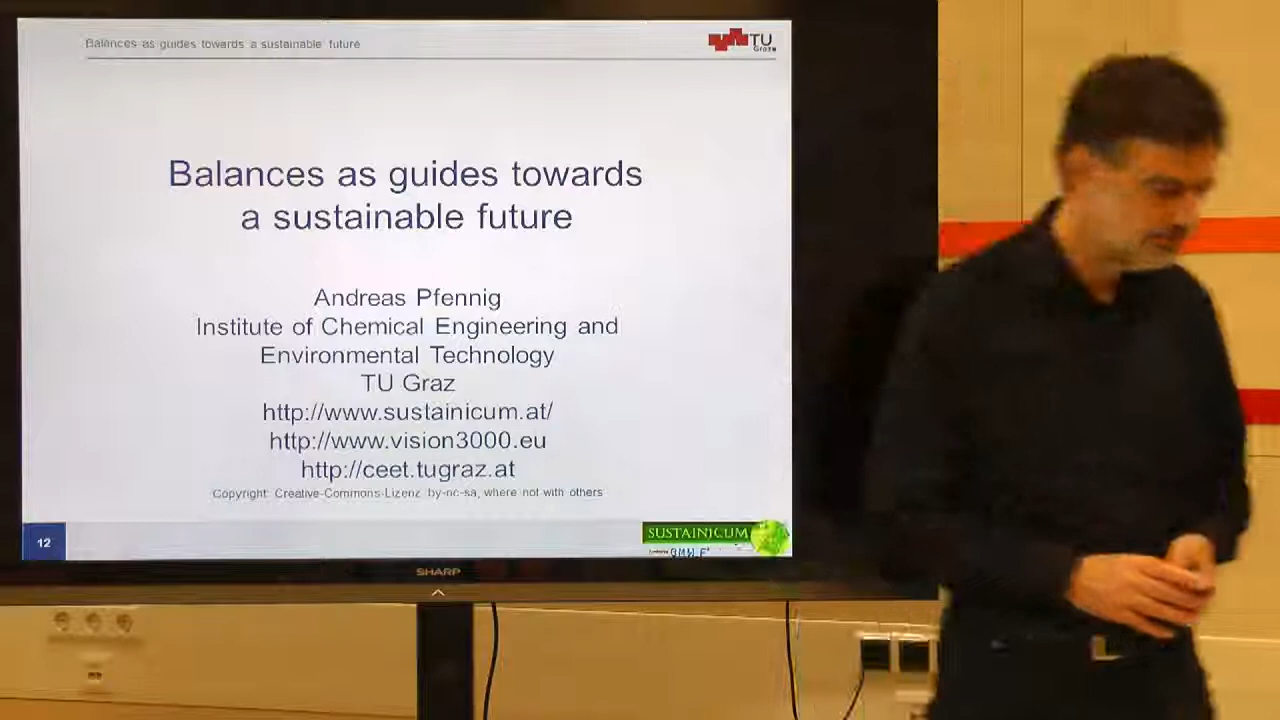 Balances as guides towards a sustainable future
TU
Graz
Balances as guides towards
a sustainable future
Andreas Pfennig
Institute of Chemical Engineering and
Environmental Technology
TU Graz
http://www.sustainicum.at/
http://www.vision3000.eu
http://ceet.tugraz.at
Copyright: Creative-Commons-Lizenz by-nc-sa, where not with others
12
SUSTAINICUM
SHARP